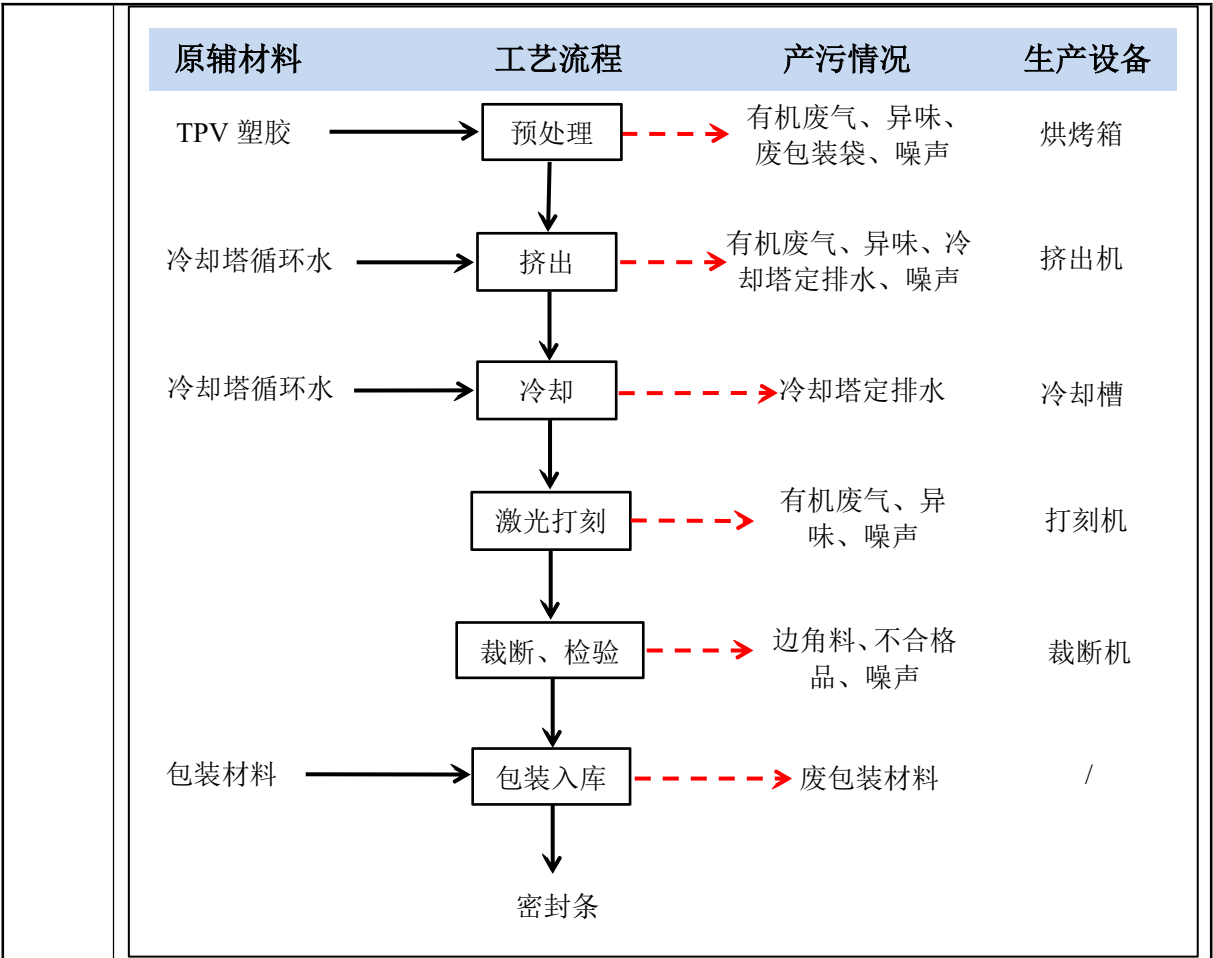 原辅材料 工艺流程 产污情况 生产设备
TPV 塑胶 预处理 有机废气、异味、
废包装袋、噪声 烘烤箱
冷却塔循环水 挤出 有机废气、异味、冷
却塔定排水、噪声 挤出机
冷却塔循环水 冷却 冷却塔定排水 冷却槽
激光打刻 有机废气、异
味、噪声 打刻机
裁断、检验 边角料、不合格
品、噪声 裁断机
包装材料 包装入库 废包装材料 /
密封条